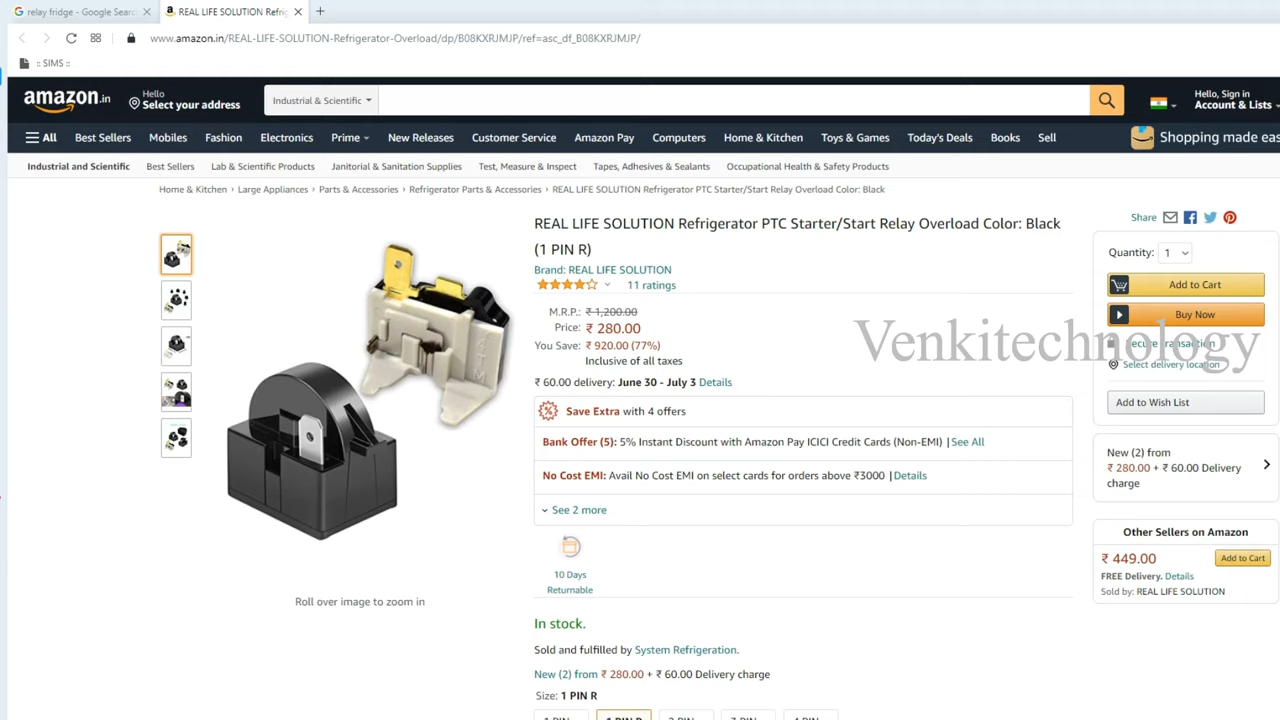 relay fridge - Google Searc
REAL LIFE SOLUTION Refrig
www.amazon.in/REAL-LIFE-SOLUTION-Refrigerator-Overload/dp/B08KXRJMJP/ref=asc_df_B08KXRJMJP/
:: SIMS ::
amazon.in
Hello
Select your address
Industrial & Scientific
Hello, Sign in
Account & Lists
All Best Sellers Mobiles Fashion Electronics Prime New Releases Customer Service Amazon Pay Computers Home & Kitchen Toys & Games Today's Deals Books Sell Shopping made eas
Industrial and Scientific Best Sellers Lab & Scientific Products Janitorial & Sanitation Supplies Test, Measure & Inspect Tapes, Adhesives & Sealants Occupational Health & Safety Products
Home & Kitchen › Large Appliances › Parts & Accessories › Refrigerator Parts & Accessories › REAL LIFE SOLUTION Refrigerator PTC Starter/Start Relay Overload Color: Black
REAL LIFE SOLUTION Refrigerator PTC Starter/Start Relay Overload Color: Black
(1 PIN R)
Brand: REAL LIFE SOLUTION
11 ratings
M.R.P.: ₹ 1,200.00
Price: ₹ 280.00
You Save: ₹ 920.00 (77%)
Inclusive of all taxes
₹ 60.00 delivery: June 30 - July 3 Details
Save Extra with 4 offers
Bank Offer (5): 5% Instant Discount with Amazon Pay ICICI Credit Cards (Non-EMI) | See All
No Cost EMI: Avail No Cost EMI on select cards for orders above ₹3000 | Details
See 2 more
10 Days
Returnable
Roll over image to zoom in
In stock.
Sold and fulfilled by System Refrigeration.
New (2) from ₹ 280.00 + ₹ 60.00 Delivery charge
Size: 1 PIN R
1 PIN 1 PIN R 2 PIN 3 PIN 4 PIN
Share
Quantity: 1
Add to Cart
Buy Now
Venkitechnology
Secure transaction
Select delivery location
Add to Wish List
New (2) from
₹ 280.00 + ₹ 60.00 Delivery
charge
Other Sellers on Amazon
₹ 449.00
Add to Cart
FREE Delivery. Details
Sold by: REAL LIFE SOLUTION